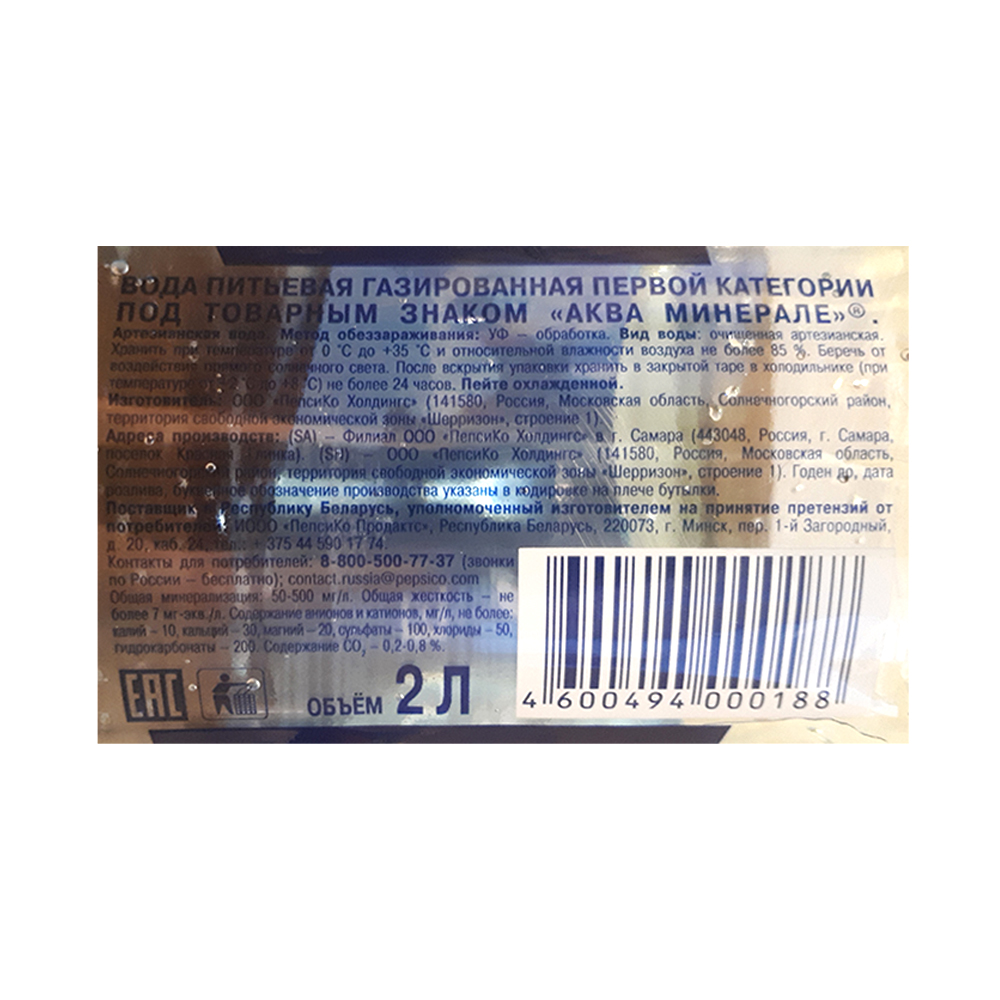 ВОДА ПИТЬЕВАЯ ГАЗИРОВАННАЯ ПЕРВОЙ КАТЕГОРИИ
ПОД ТОВАРНЫМ ЗНАКОМ «АКВА МИНЕРАЛЕ»®.
Артезианская вода. Метод обеззараживания: УФ – обработка. Вид воды: очищенная артезианская.
Хранить при температуре от 0 °C до +35 °C и относительной влажности воздуха не более 85 %. Беречь от
воздействия прямого солнечного света. После вскрытия упаковки хранить в закрытой таре в холодильнике (при
температуре от +2 °C до +8 °C) не более 24 часов. Пейте охлажденной.
Изготовитель: ООО «ПепсиКо Холдингс» (141580, Россия, Московская область, Солнечногорский район,
территория свободной экономической зоны «Шерризон», строение 1).
Адреса производств: (SA) – Филиал ООО «ПепсиКо Холдингс» в г. Самара (443048, Россия, г. Самара,
поселок Красная Глинка). ООО «ПепсиКо Холдингс» (141580, Россия, Московская область,
Солнечногорский район, территория свободной экономической зоны «Шерризон», строение 1). Годен до, дата
розлива, буквенное обозначение производства указаны в кодировке на плече бутылки.
Поставщик в Республику Беларусь, уполномоченный изготовителем на принятие претензий от
потребителей: ИООО «ПепсиКо Продактс», Республика Беларусь, 220073, г. Минск, пер. 1-й Загородный,
д. 20, каб. 24, тел.: + 375 44 590 17 74.
Контакты для потребителей: 8-800-500-77-37 (звонки
по России – бесплатно); contact.russia@pepsico.com
Общая минерализация: 50-500 мг/л. Общая жесткость – не
более 7 мг-экв./л. Содержание анионов и катионов, мг/л, не более:
калий – 10, кальций – 30, магний – 20, сульфаты – 100, хлориды – 50,
гидрокарбонаты – 200. Содержание CO₂ – 0,2-0,8 %.
EAC
ОБЪЁМ 2 Л
4 600494 000188